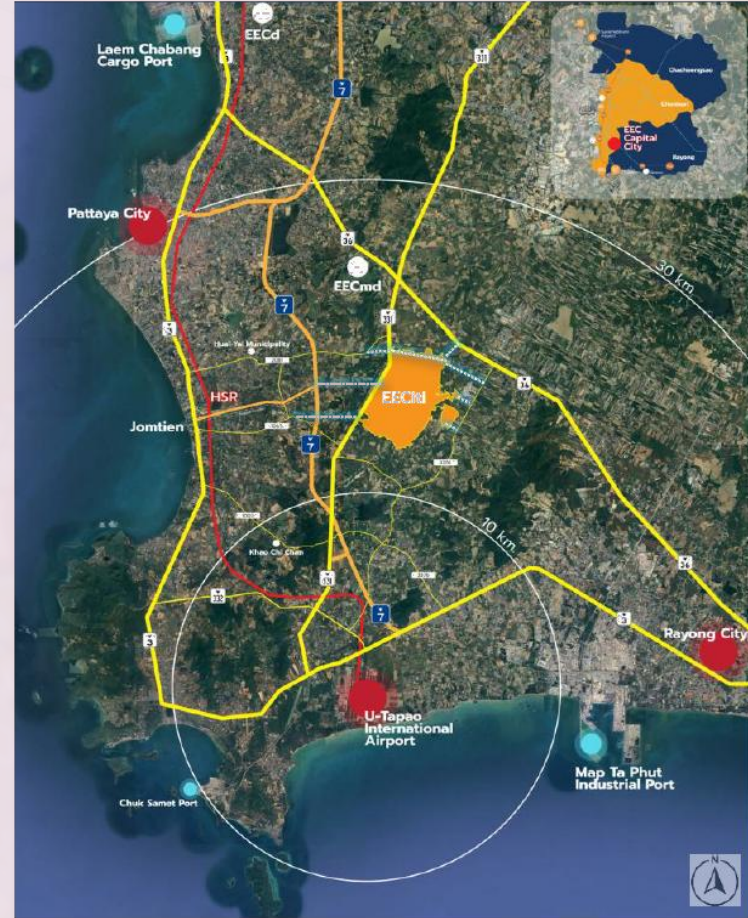 EECd
Laem Chabang
Cargo Port
3
7
331
Chachoengsao
Chonburi
EEC
Capital
City
Rayong
Pattaya City
36
30 km.
EECmd
7
331
3
Huai-Yai Municipality
36
HSR
EECiti
Jomtien
7
10 km.
Khao Chi Chan
331
332
7
36
3
3
Rayong City
U-Tapao
International
Airport
Map Ta Phut
Industrial Port
Chuk Samet Port
N